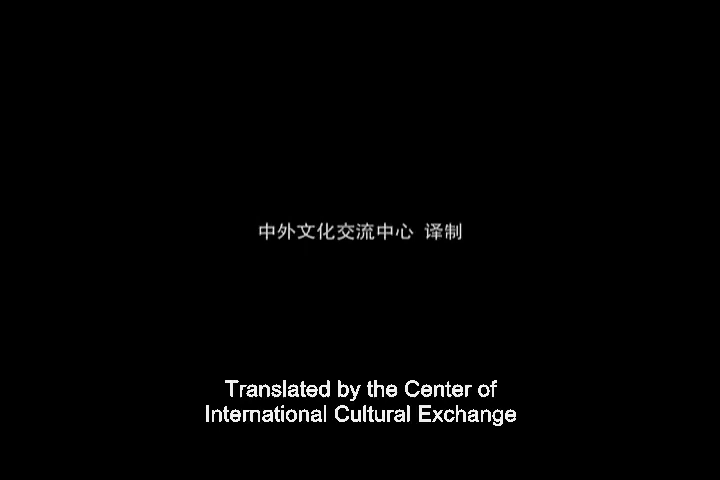 中外文化交流中心 译制
Translated by the Center of
International Cultural Exchange